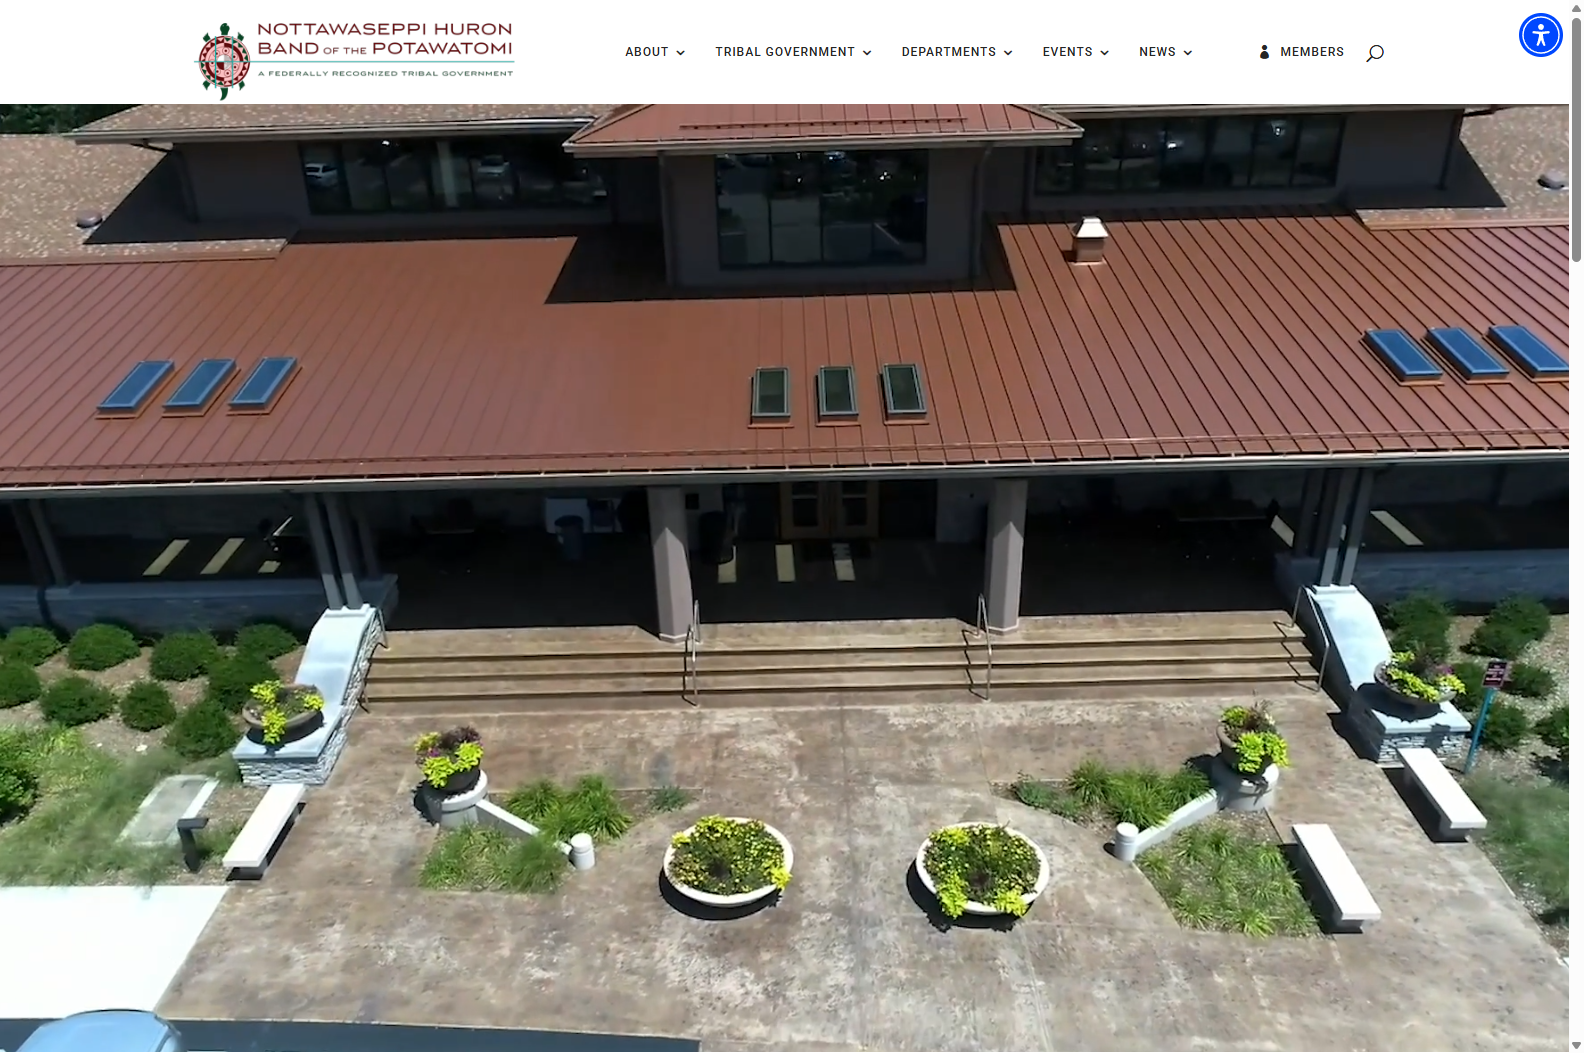 NOTTAWASEPPI HURON
BAND OF THE POTAWATOMI
A FEDERALLY RECOGNIZED TRIBAL GOVERNMENT
ABOUT
TRIBAL GOVERNMENT
DEPARTMENTS
EVENTS
NEWS
MEMBERS